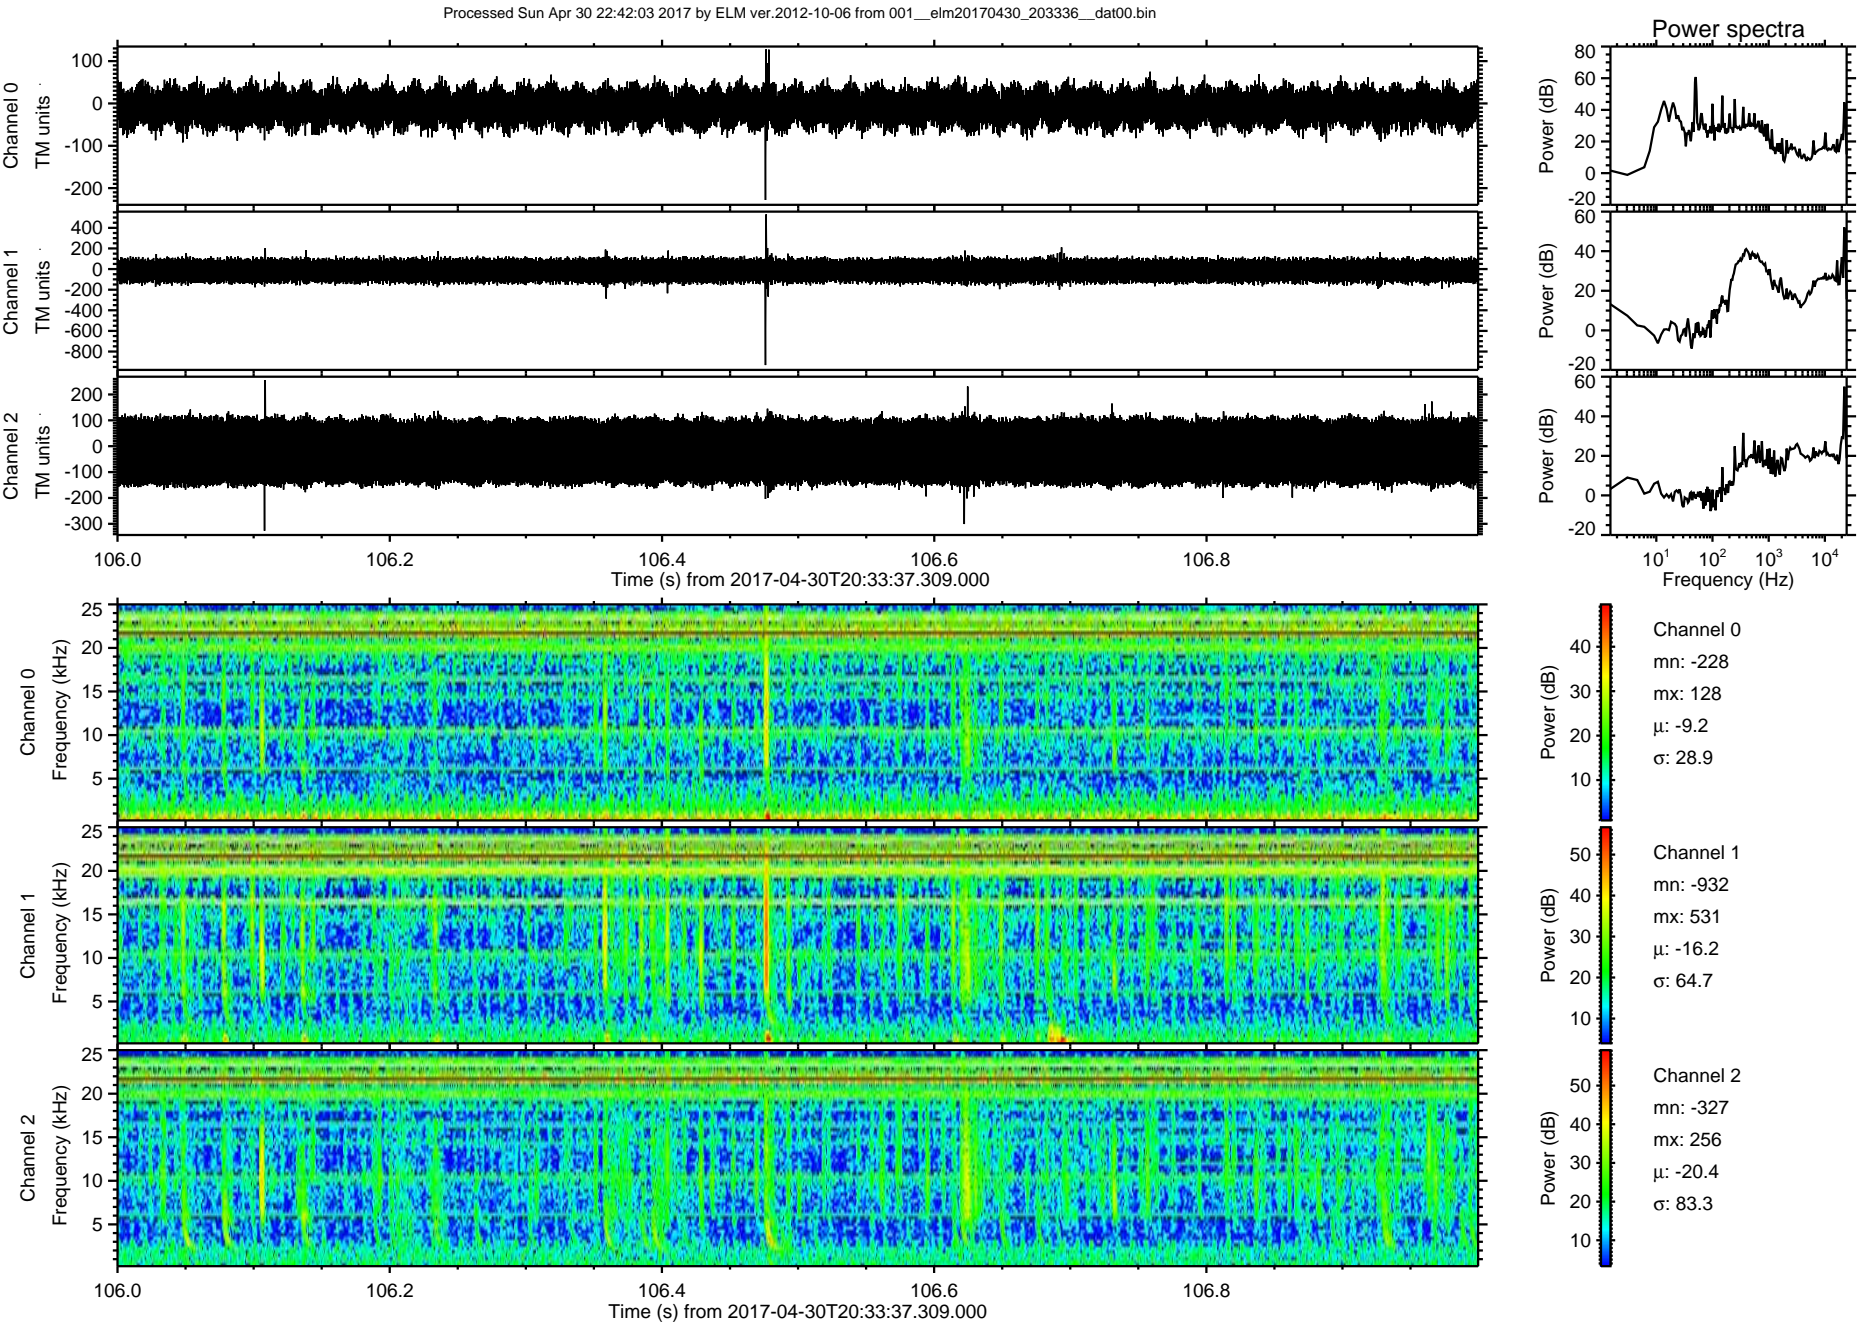 Processed Sun Apr 30 22:42:03 2017 by ELM ver.2012-10-06 from 001__elm20170430_203336__dat00.bin
Power spectra
Channel 0
TM units
100
0
-100
-200
Power (dB)
80
60
40
20
0
-20
Channel 1
TM units
400
200
0
-200
-400
-600
-800
Power (dB)
60
40
20
0
-20
Channel 2
TM units
200
100
0
-100
-200
-300
Power (dB)
60
40
20
0
-20
106.0 106.2 106.4 106.6 106.8
Time (s) from 2017-04-30T20:33:37.309.000
10¹ 10² 10³ 10⁴
Frequency (Hz)
Channel 0
Frequency (kHz)
25
20
15
10
5
Power (dB)
40
30
20
10
Channel 0
mn: -228
mx: 128
µ: -9.2
σ: 28.9
Channel 1
Frequency (kHz)
25
20
15
10
5
Power (dB)
50
40
30
20
10
Channel 1
mn: -932
mx: 531
µ: -16.2
σ: 64.7
Channel 2
Frequency (kHz)
25
20
15
10
5
Power (dB)
50
40
30
20
10
Channel 2
mn: -327
mx: 256
µ: -20.4
σ: 83.3
106.0 106.2 106.4 106.6 106.8
Time (s) from 2017-04-30T20:33:37.309.000